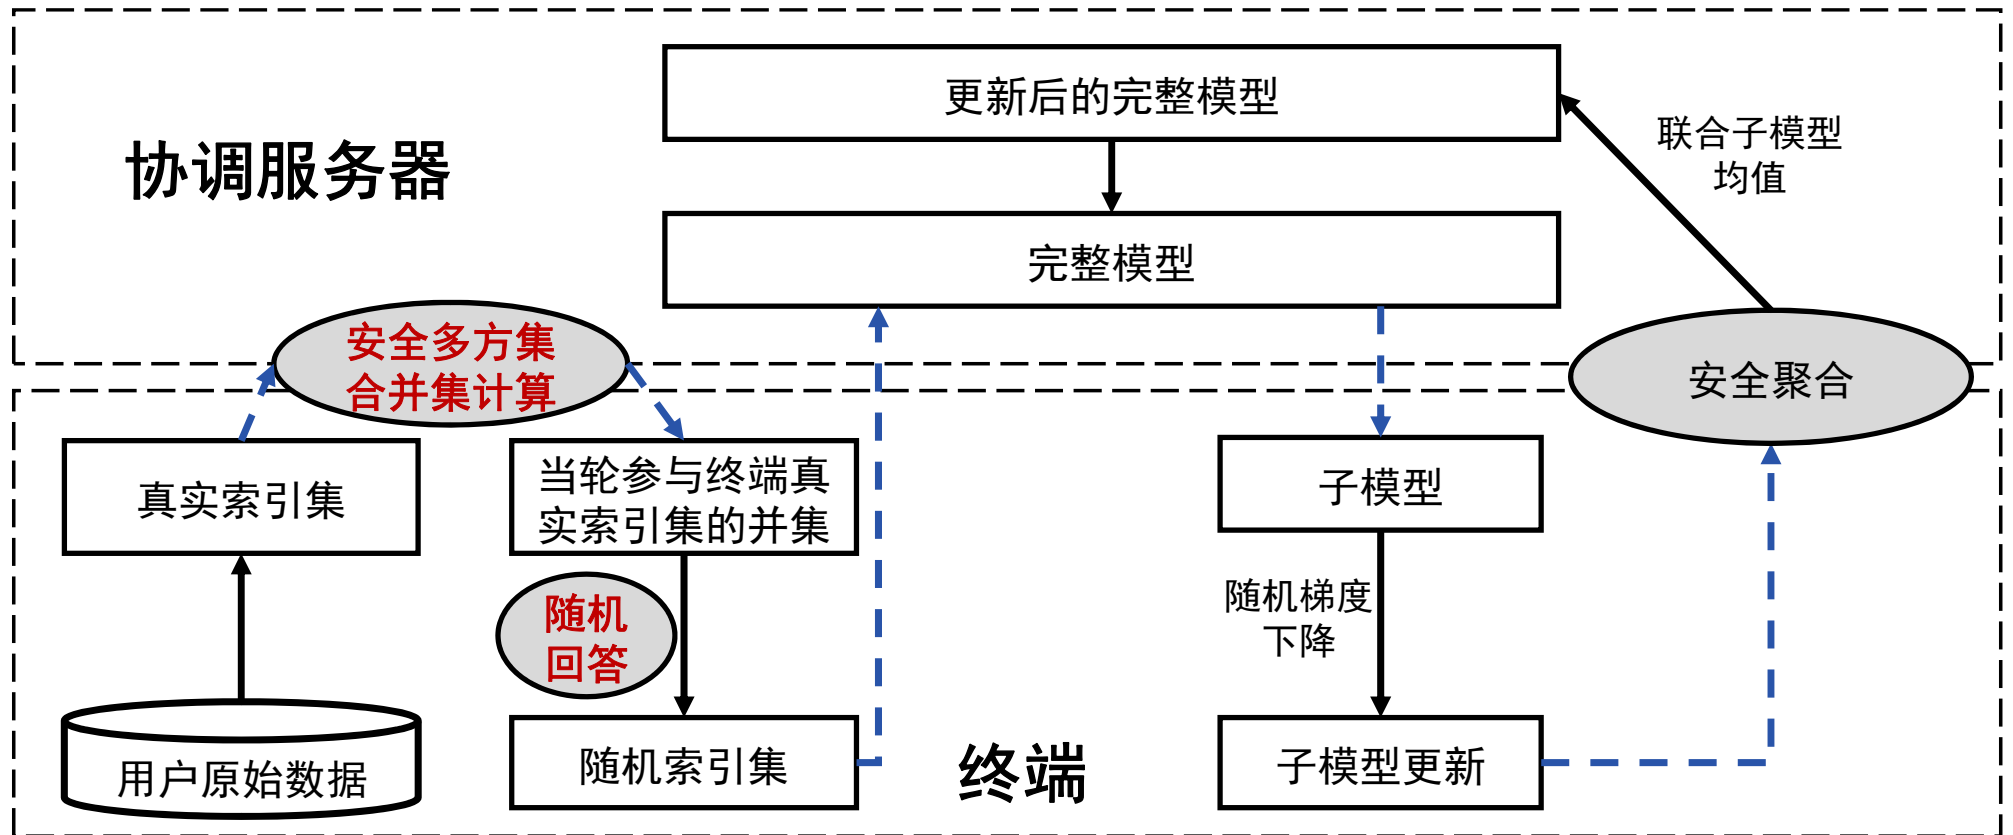 更新后的完整模型
联合子模型
均值
协调服务器
完整模型
安全多方集
合并集计算
安全聚合
真实索引集
当轮参与终端真
实索引集的并集
子模型
随机
回答
随机梯度
下降
用户原始数据
随机索引集
终端
子模型更新